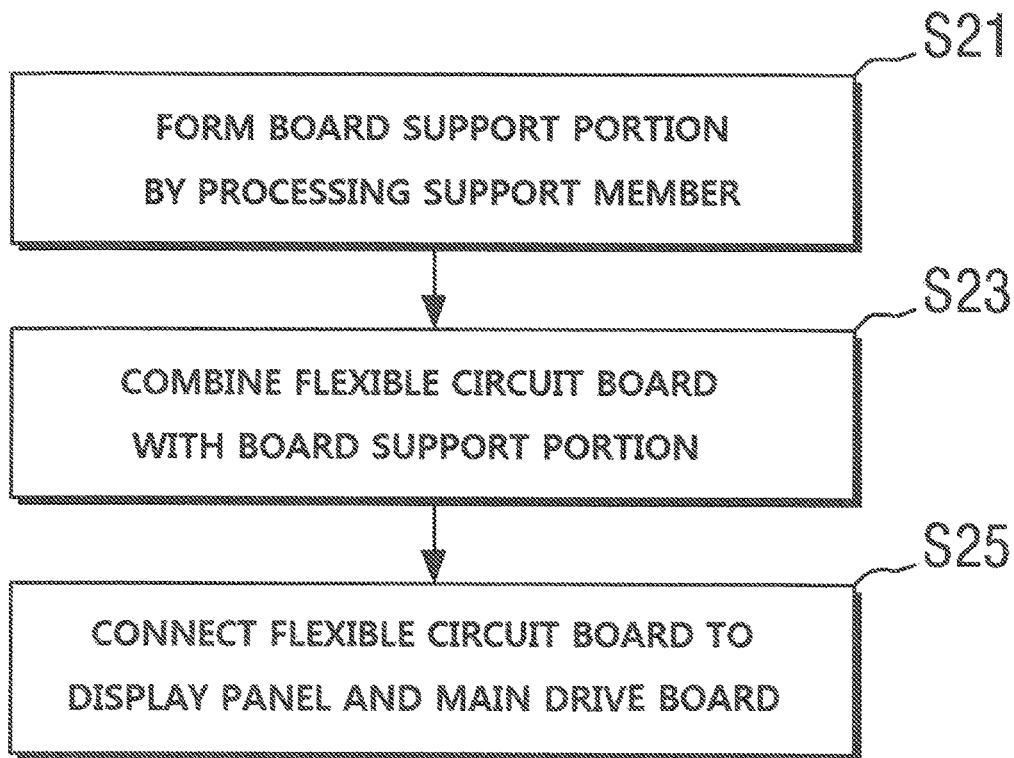 S21
FORM BOARD SUPPORT PORTION
BY PROCESSING SUPPORT MEMBER
S23
COMBINE FLEXIBLE CIRCUIT BOARD
WITH BOARD SUPPORT PORTION
S25
CONNECT FLEXIBLE CIRCUIT BOARD TO
DISPLAY PANEL AND MAIN DRIVE BOARD